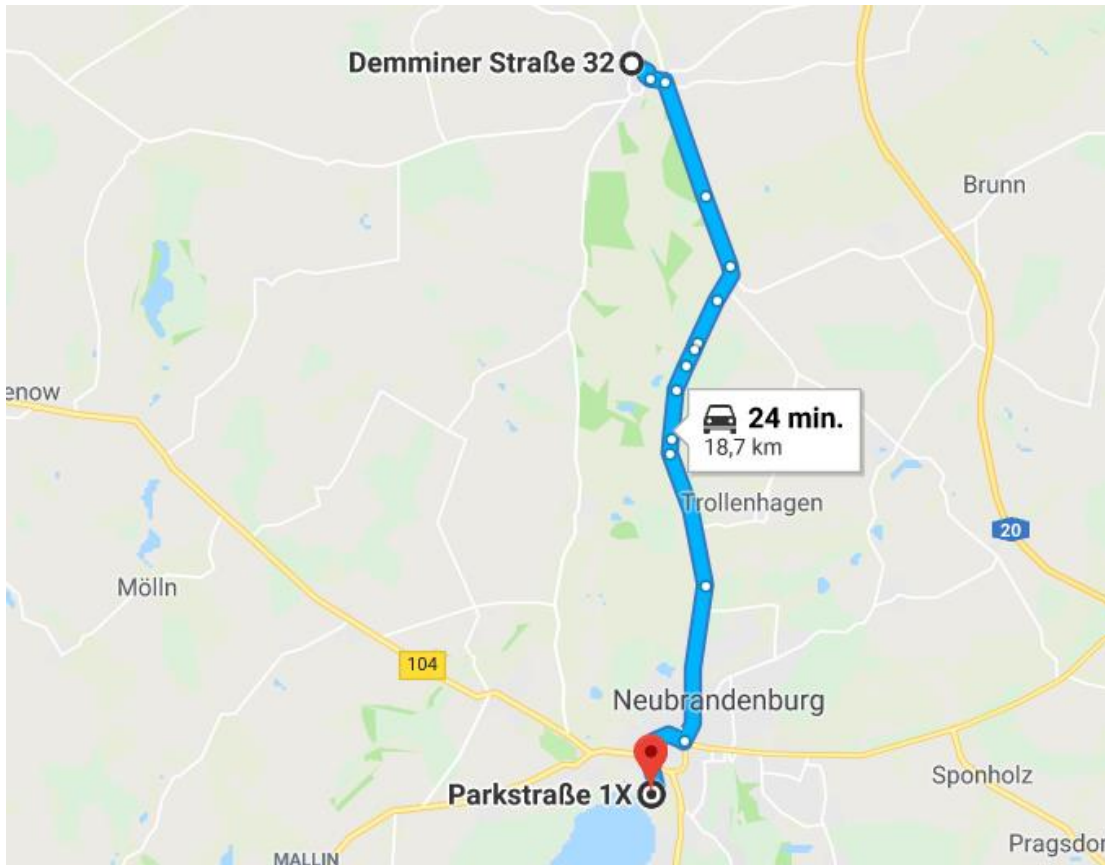 Demminer Straße 32
Brunn
enow
24 min.
18,7 km
Trollenhagen
20
Mölln
104
Neubrandenburg
Sponholz
Parkstraße 1X
Pragsdor
MALLIN